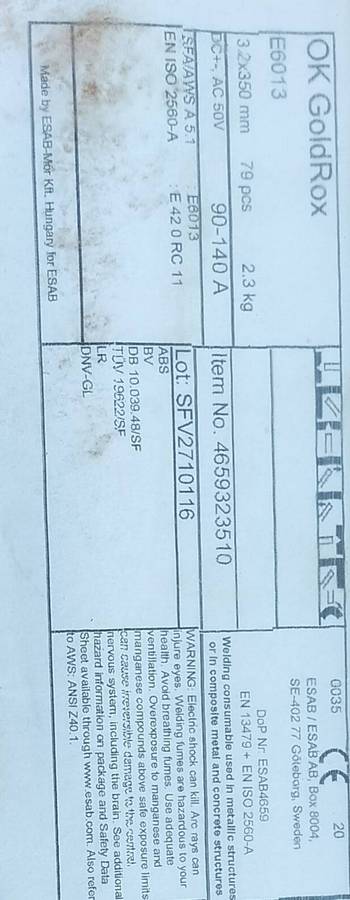 OK GoldRox
E6013
3.2x350 mm 79 pcs 2.3 kg
DC+-, AC 50V 90-140 A
SFA/AWS A 5.1 : E6013
EN ISO 2560-A : E 42 0 RC 11
Made by ESAB-Mór Kft. Hungary for ESAB
Item No. 4659323510
Lot: SFV2710116
ABS
BV
DB 10.039.48/SF
TÜV 19622/SF
LR
DNV-GL
0035 CE 20
ESAB / ESAB AB, Box 8004,
SE-402 77 Göteborg, Sweden
DoP Nr. ESAB4659
EN 13479 + EN ISO 2560-A
Welding consumable used in metallic structures
or in composite metal and concrete structures
WARNING: Electric shock can kill. Arc rays can
injure eyes. Welding fumes are hazardous to your
health. Avoid breathing fumes. Use adequate
ventilation. Overexposure to manganese and
manganese compounds above safe exposure limits
can cause irreversible damage to the central
nervous system, including the brain. See additional
hazard information on package and Safety Data
Sheet available through www.esab.com. Also refer
to AWS: ANSI Z40.1.